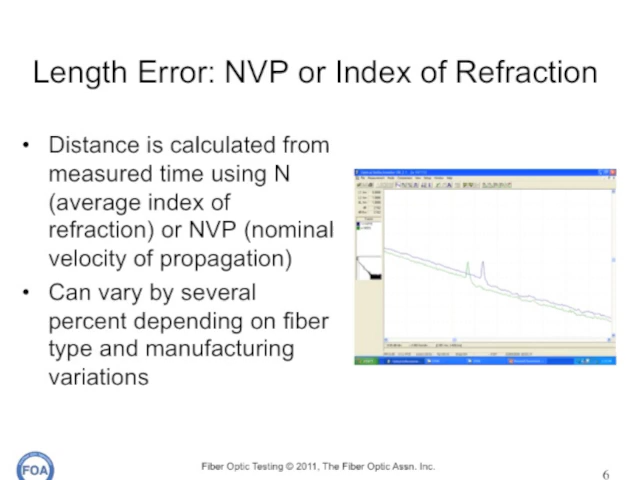 Length Error: NVP or Index of Refraction
• Distance is calculated from
measured time using N
(average index of
refraction) or NVP (nominal
velocity of propagation)
• Can vary by several
percent depending on fiber
type and manufacturing
variations
FOA
Fiber Optic Testing © 2011, The Fiber Optic Assn. Inc.
6